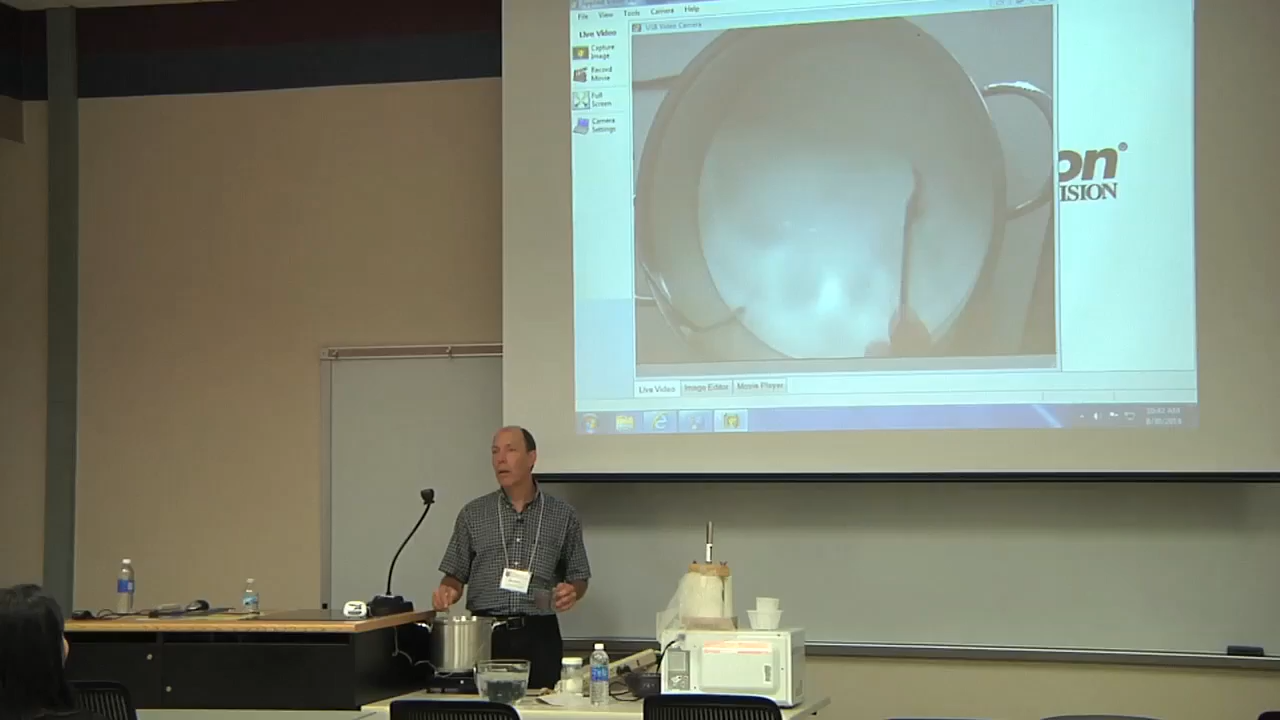 File View Tools Camera Help
USB Video Camera
Live Video
Capture
Image
Record
Movie
Full
Screen
Camera
Settings
on®
ISION
Live Video Image Editor Movie Player